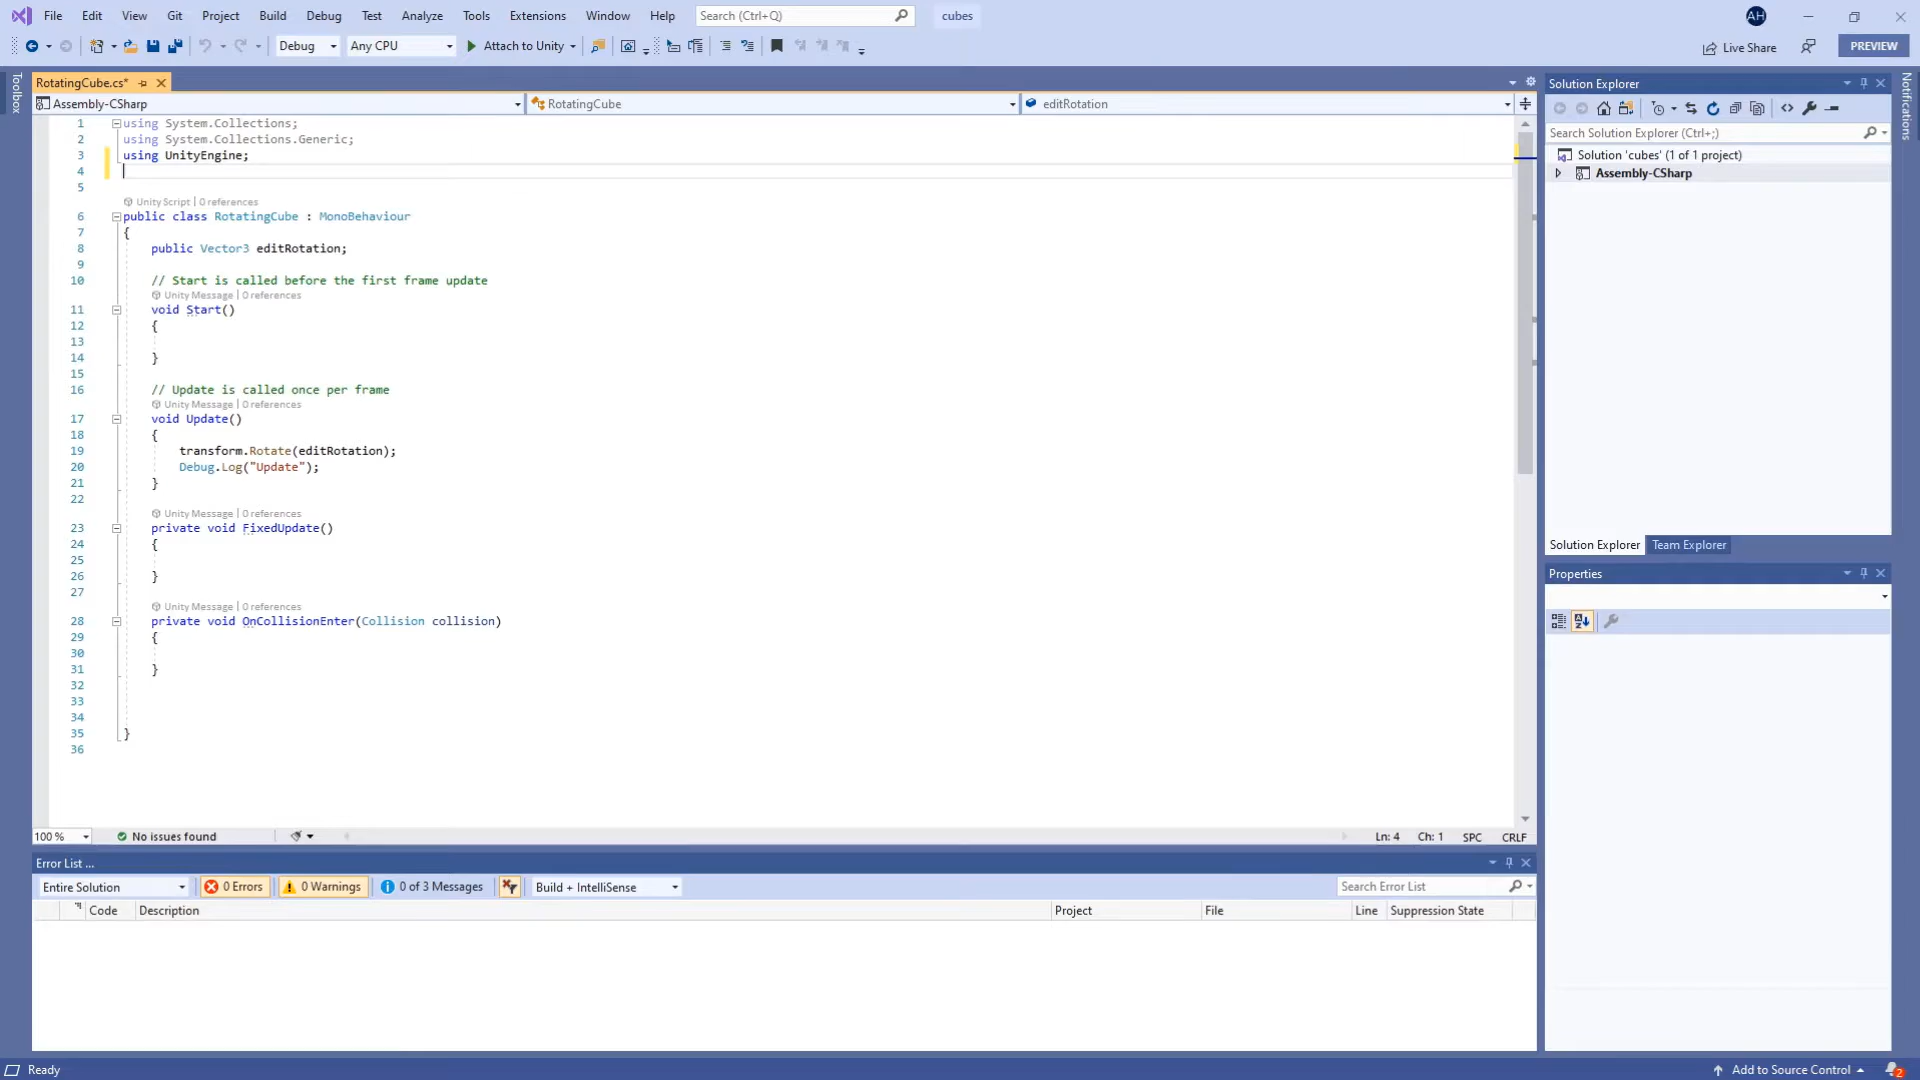 File Edit View Git Project Build Debug Test Analyze Tools Extensions Window Help Search (Ctrl+Q) cubes AH
Debug Any CPU Attach to Unity Live Share PREVIEW
Toolbox
RotatingCube.cs*
Assembly-CSharp RotatingCube editRotation
1 using System.Collections;
2 using System.Collections.Generic;
3 using UnityEngine;
4
5
Unity Script | 0 references
6 public class RotatingCube : MonoBehaviour
7 {
8 public Vector3 editRotation;
9
10 // Start is called before the first frame update
Unity Message | 0 references
11 void Start()
12 {
13
14 }
15
16 // Update is called once per frame
Unity Message | 0 references
17 void Update()
18 {
19 transform.Rotate(editRotation);
20 Debug.Log("Update");
21 }
22
Unity Message | 0 references
23 private void FixedUpdate()
24 {
25
26 }
27
Unity Message | 0 references
28 private void OnCollisionEnter(Collision collision)
29 {
30
31 }
32
33
34
35 }
36
100 % No issues found Ln: 4 Ch: 1 SPC CRLF
Error List ...
Entire Solution 0 Errors 0 Warnings 0 of 3 Messages Build + IntelliSense Search Error List
Code Description Project File Line Suppression State
Solution Explorer
Search Solution Explorer (Ctrl+;)
Solution 'cubes' (1 of 1 project)
Assembly-CSharp
Solution Explorer Team Explorer
Properties
Notifications
Ready Add to Source Control 2